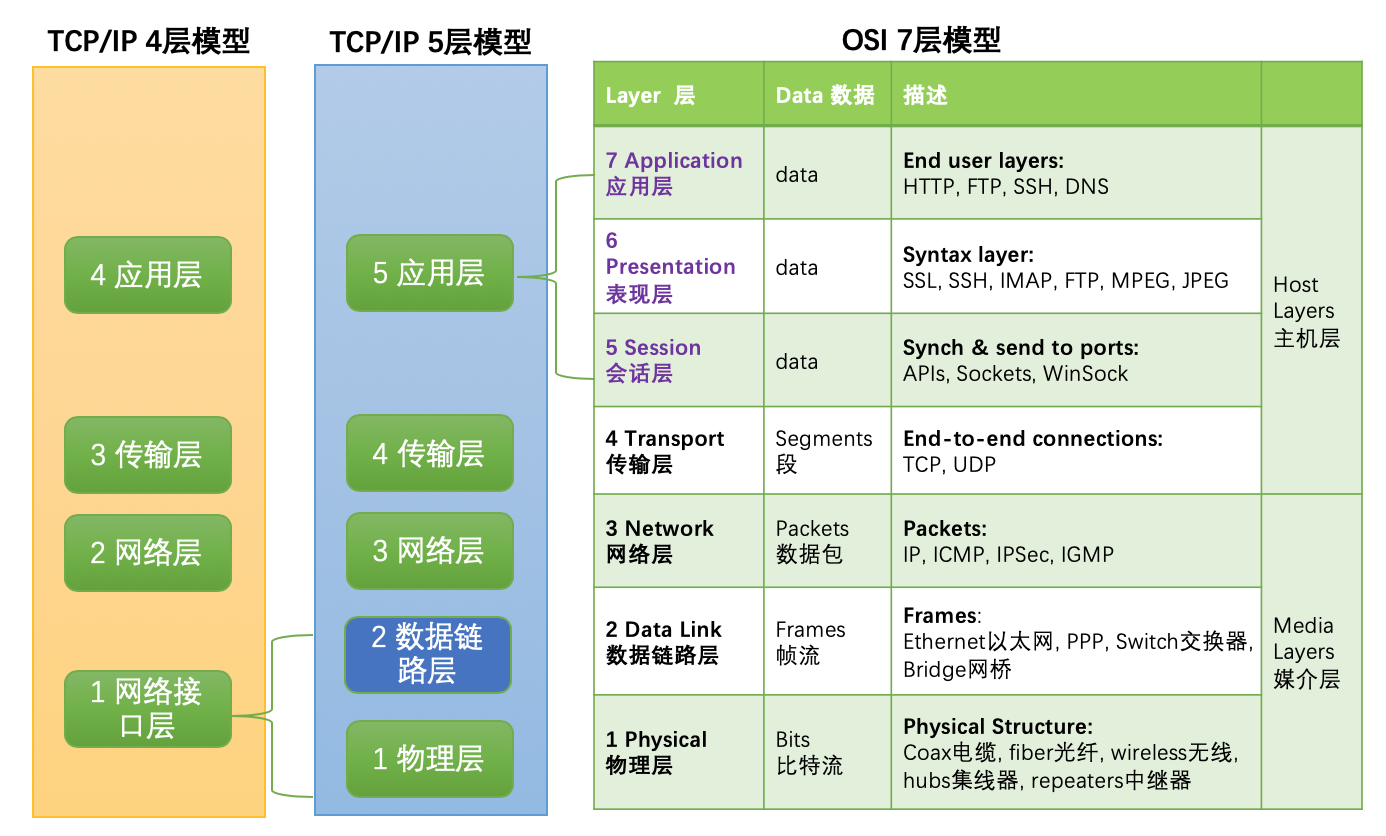 TCP/IP 4层模型
4 应用层
3 传输层
2 网络层
1 网络接
口层
TCP/IP 5层模型
5 应用层
4 传输层
3 网络层
2 数据链
路层
1 物理层
OSI 7层模型
Layer 层
Data 数据
描述
7 Application
应用层
data
End user layers:
HTTP, FTP, SSH, DNS
6
Presentation
表现层
data
Syntax layer:
SSL, SSH, IMAP, FTP, MPEG, JPEG
5 Session
会话层
data
Synch & send to ports:
APIs, Sockets, WinSock
4 Transport
传输层
Segments
段
End-to-end connections:
TCP, UDP
Host
Layers
主机层
3 Network
网络层
Packets
数据包
Packets:
IP, ICMP, IPSec, IGMP
2 Data Link
数据链路层
Frames
帧流
Frames:
Ethernet以太网, PPP, Switch交换器,
Bridge网桥
1 Physical
物理层
Bits
比特流
Physical Structure:
Coax电缆, fiber光纤, wireless无线,
hubs集线器, repeaters中继器
Media
Layers
媒介层